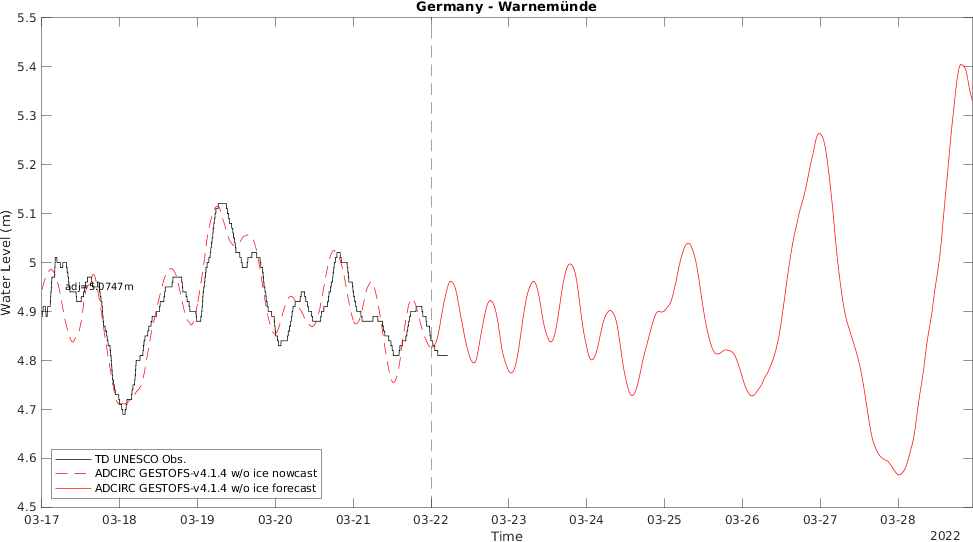 Germany - Warnemünde
5.5
5.4
5.3
5.2
5.1
5
4.9
4.8
4.7
4.6
4.5
Water Level (m)
adj=5.0747m
TD UNESCO Obs.
ADCIRC GESTOFS-v4.1.4 w/o ice nowcast
ADCIRC GESTOFS-v4.1.4 w/o ice forecast
03-17 03-18 03-19 03-20 03-21 03-22 03-23 03-24 03-25 03-26 03-27 03-28
Time
2022